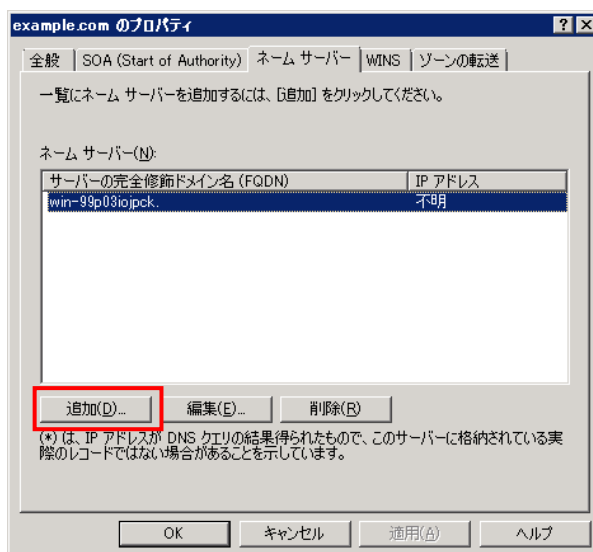 example.com のプロパティ
全般 SOA (Start of Authority) ネーム サーバー WINS ゾーンの転送
一覧にネーム サーバーを追加するには、[追加] をクリックしてください。
ネーム サーバー(N):
サーバーの完全修飾ドメイン名 (FQDN) IP アドレス
win-99p03iojpck. 不明
追加(D)... 編集(E)... 削除(R)
(*) は、IP アドレスが DNS クエリの結果得られたもので、このサーバーに格納されている実
際のレコードではない場合があることを示しています。
OK キャンセル 適用(A) ヘルプ